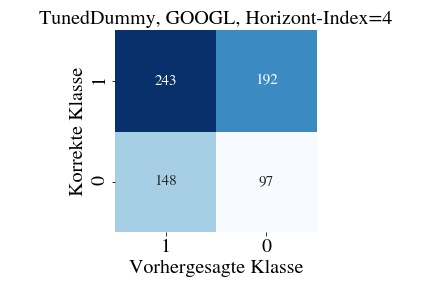 TunedDummy, GOOGL, Horizont-Index=4
Korrekte Klasse
1
243
192
0
148
97
1
0
Vorhergesagte Klasse